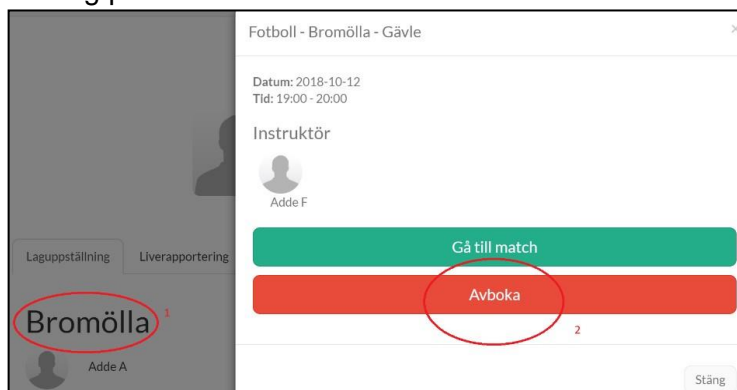 Fotboll - Bromölla - Gävle
×
Datum: 2018-10-12
Tid: 19:00 - 20:00
Instruktör
Adde F
Gå till match
Avboka
2
Stäng
Laguppställning Liverapportering
Bromölla 1
Adde A